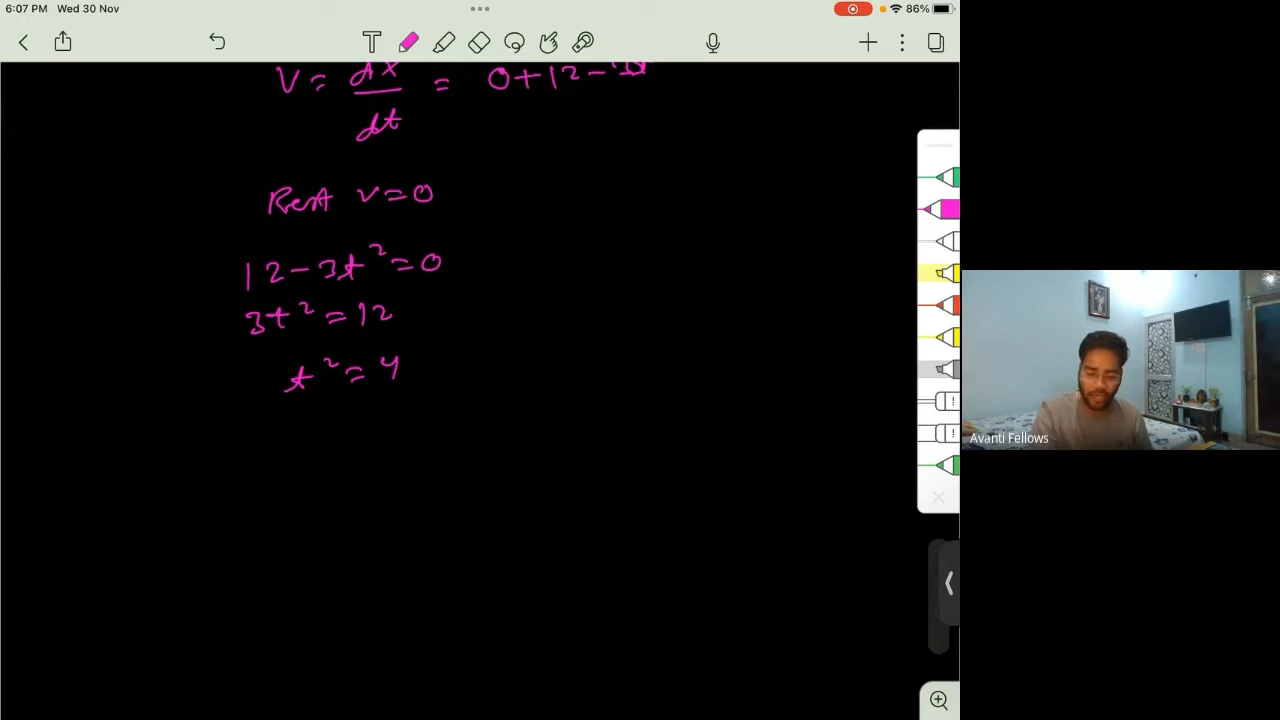 6:07 PM Wed 30 Nov
86%
V = dx/dt = 0+12-
Rest v=0
12-3t²=0
3t²=12
t²=4
Avanti Fellows